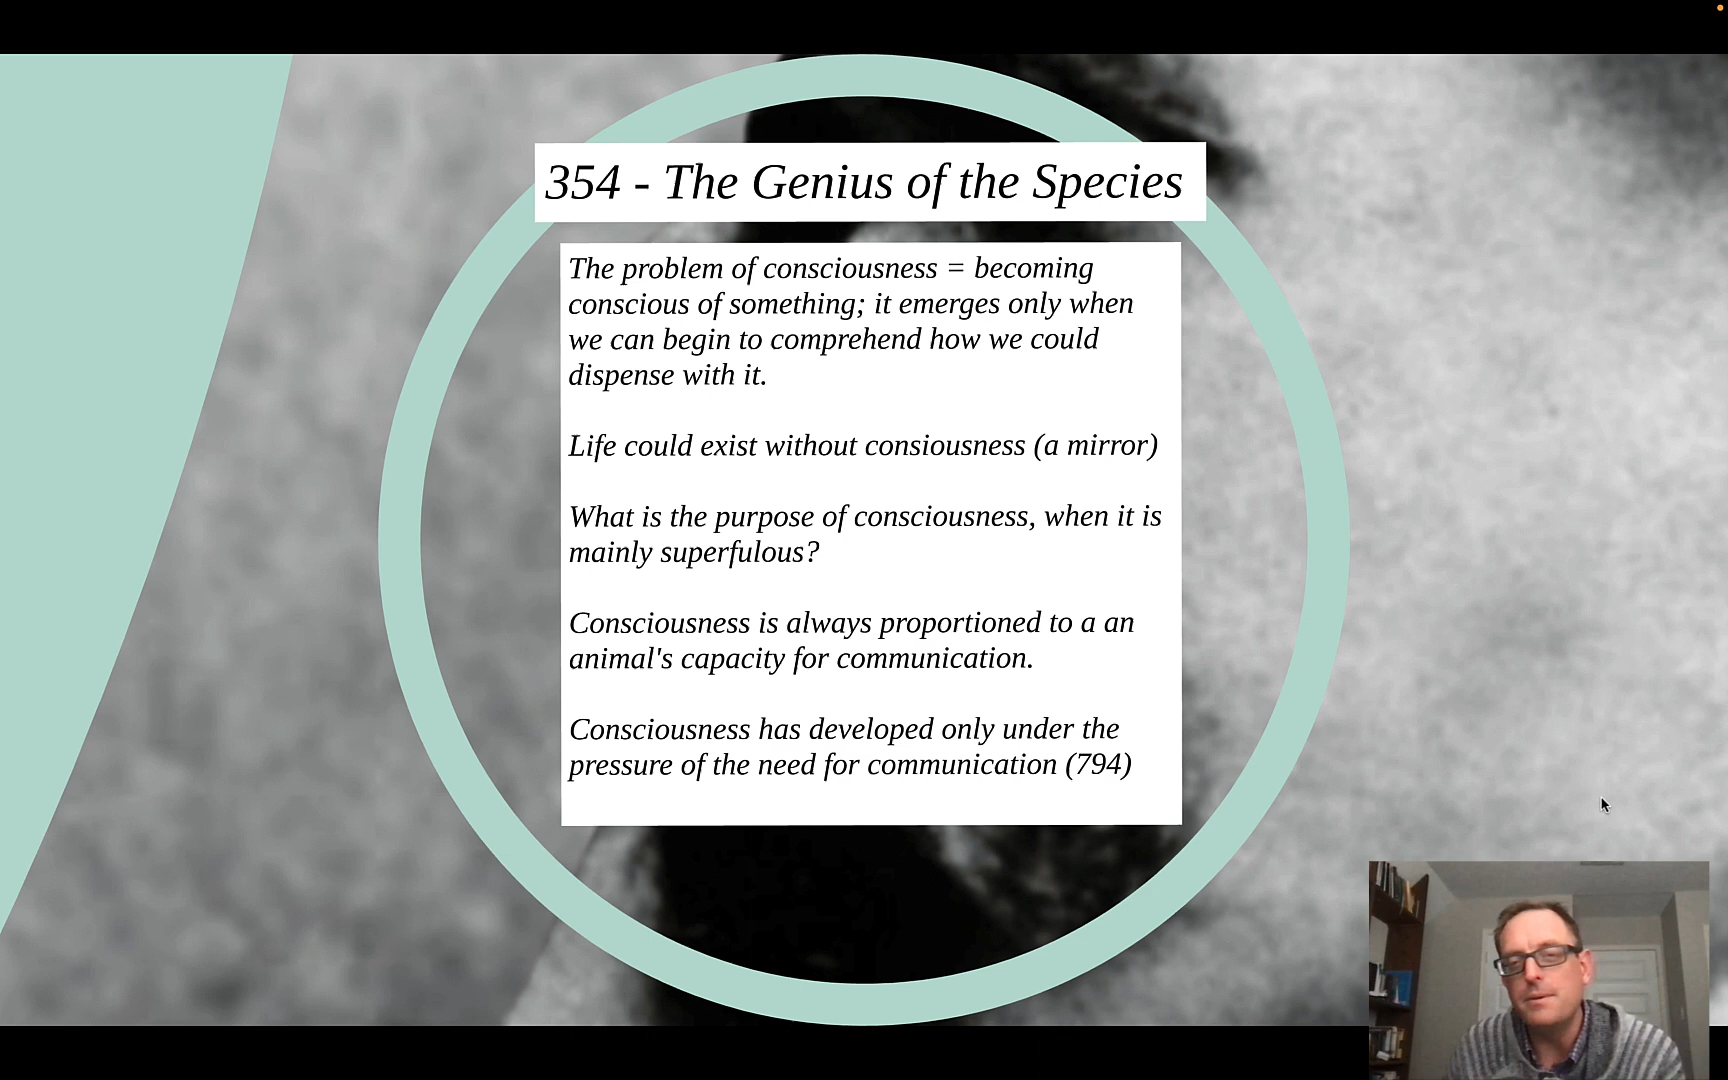 354 - The Genius of the Species
The problem of consciousness = becoming
conscious of something; it emerges only when
we can begin to comprehend how we could
dispense with it.
Life could exist without consiousness (a mirror)
What is the purpose of consciousness, when it is
mainly superfulous?
Consciousness is always proportioned to a an
animal's capacity for communication.
Consciousness has developed only under the
pressure of the need for communication (794)